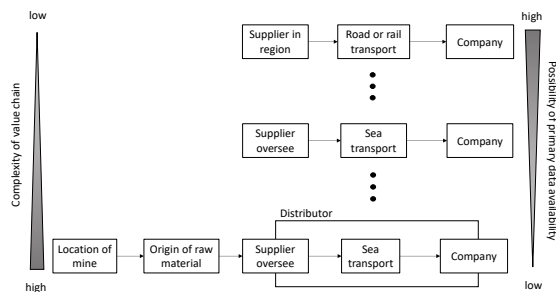 low
high
Complexity of value chain
Possibility of primary data availability
Supplier in
region
Road or rail
transport
Company
Supplier
oversee
Sea
transport
Company
Distributor
Location of
mine
Origin of raw
material
Supplier
oversee
Sea
transport
Company
high
low